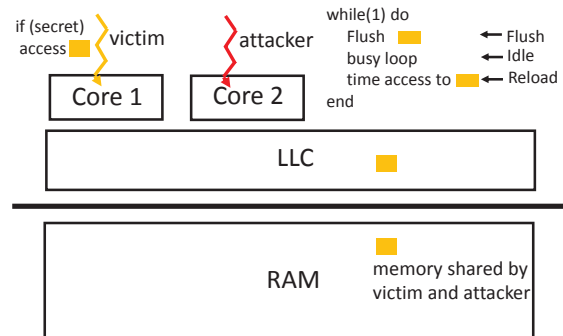 if (secret)
access
victim
attacker
while(1) do
Flush
busy loop
time access to
end
Flush
Idle
Reload
Core 1
Core 2
LLC
RAM
memory shared by
victim and attacker